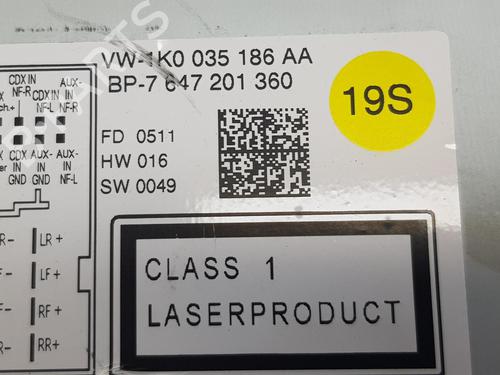 VW-1K0 035 186 AA
BP-7 647 201 360
19S
FD 0511
HW 016
SW 0049
CLASS 1
LASERPRODUCT
CDX IN AUX-
NF-R
CDX IN AUX-
NF-L NF-R
CDX AUX- AUX-
IN IN IN
GND GND NF-L
R- LR +
F- LF +
F- RF +
R- RR+
PARTS